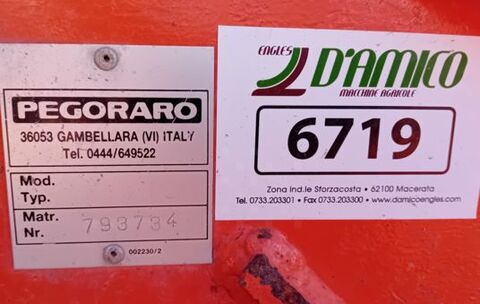 PEGORARO
36053 GAMBELLARA (VI) ITALY
Tel. 0444/649522
Mod.
Typ.
Matr.
Nr. 793734
002230/2
ENGLES
D'AMICO
MACCHINE AGRICOLE
6719
Zona Ind.le Sforzacosta • 62100 Macerata
Tel. 0733.203301 • Fax 0733.203300 • www.damicoengles.com